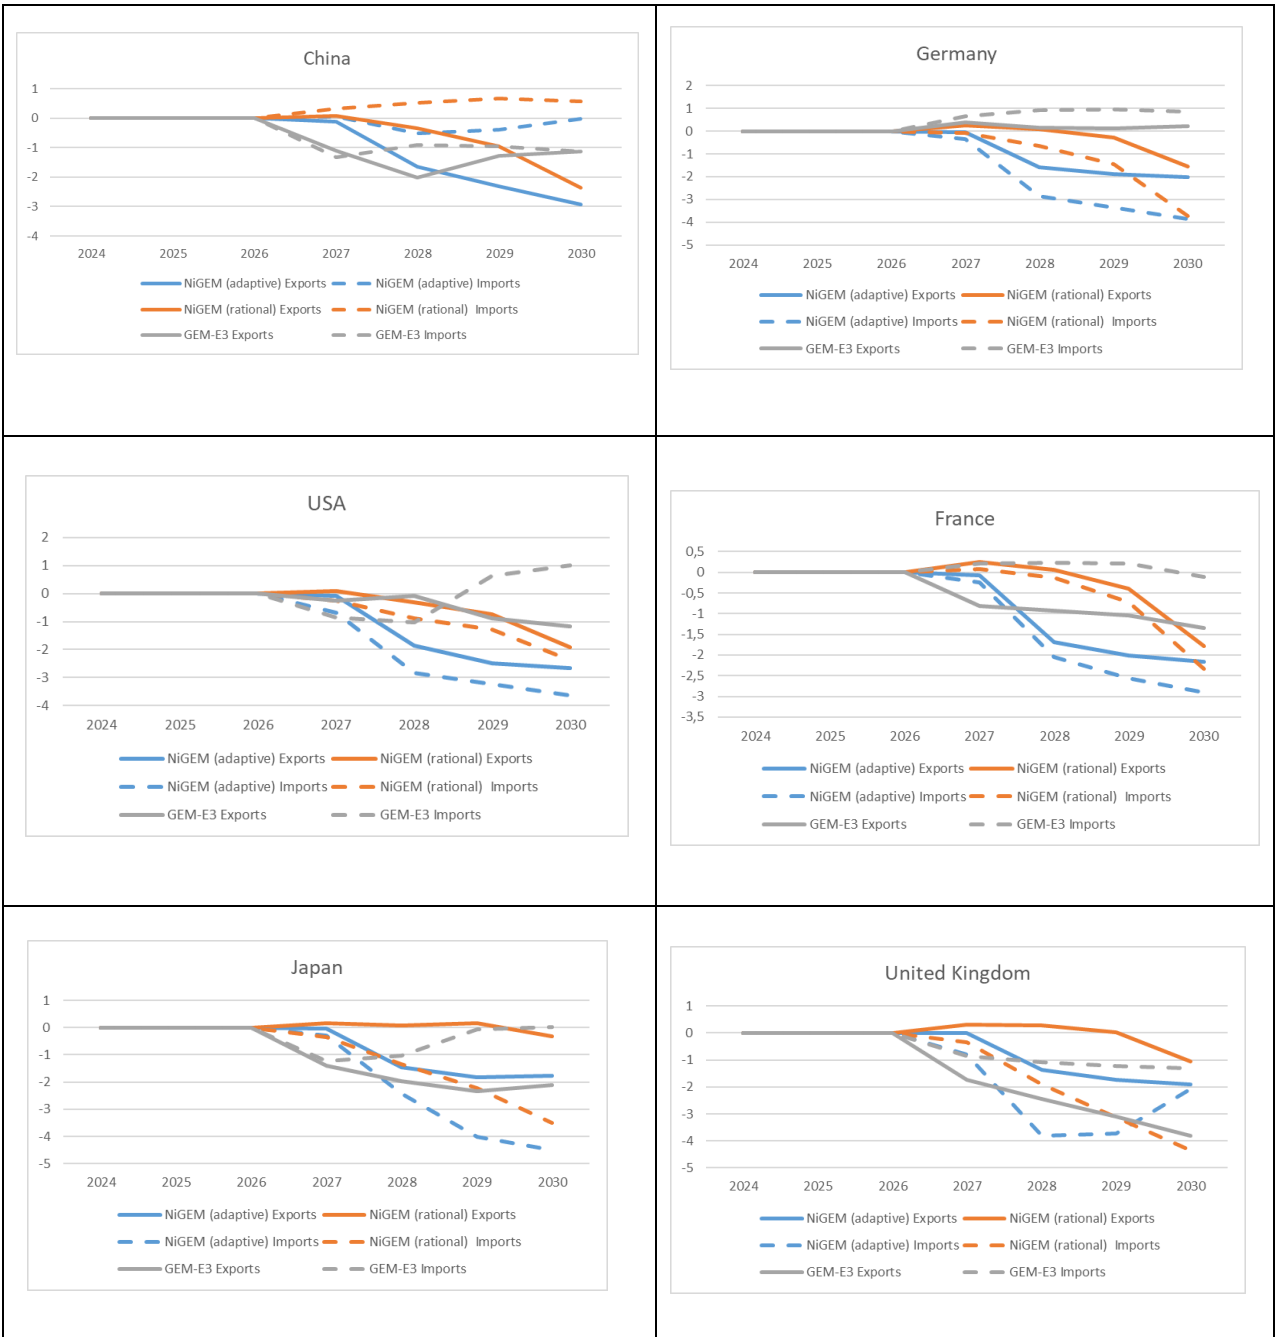 China
1
0
-1
-2
-3
-4
2024 2025 2026 2027 2028 2029 2030
NiGEM (adaptive) Exports NiGEM (adaptive) Imports
NiGEM (rational) Exports NiGEM (rational) Imports
GEM-E3 Exports GEM-E3 Imports
Germany
2
1
0
-1
-2
-3
-4
-5
2024 2025 2026 2027 2028 2029 2030
NiGEM (adaptive) Exports NiGEM (rational) Exports
NiGEM (adaptive) Imports NiGEM (rational) Imports
GEM-E3 Exports GEM-E3 Imports
USA
2
1
0
-1
-2
-3
-4
2024 2025 2026 2027 2028 2029 2030
NiGEM (adaptive) Exports NiGEM (rational) Exports
NiGEM (adaptive) Imports NiGEM (rational) Imports
GEM-E3 Exports GEM-E3 Imports
France
0,5
0
-0,5
-1
-1,5
-2
-2,5
-3
-3,5
2024 2025 2026 2027 2028 2029 2030
NiGEM (adaptive) Exports NiGEM (rational) Exports
NiGEM (adaptive) Imports NiGEM (rational) Imports
GEM-E3 Exports GEM-E3 Imports
Japan
1
0
-1
-2
-3
-4
-5
2024 2025 2026 2027 2028 2029 2030
NiGEM (adaptive) Exports NiGEM (rational) Exports
NiGEM (adaptive) Imports NiGEM (rational) Imports
GEM-E3 Exports GEM-E3 Imports
United Kingdom
1
0
-1
-2
-3
-4
-5
2024 2025 2026 2027 2028 2029 2030
NiGEM (adaptive) Exports NiGEM (rational) Exports
NiGEM (adaptive) Imports NiGEM (rational) Imports
GEM-E3 Exports GEM-E3 Imports